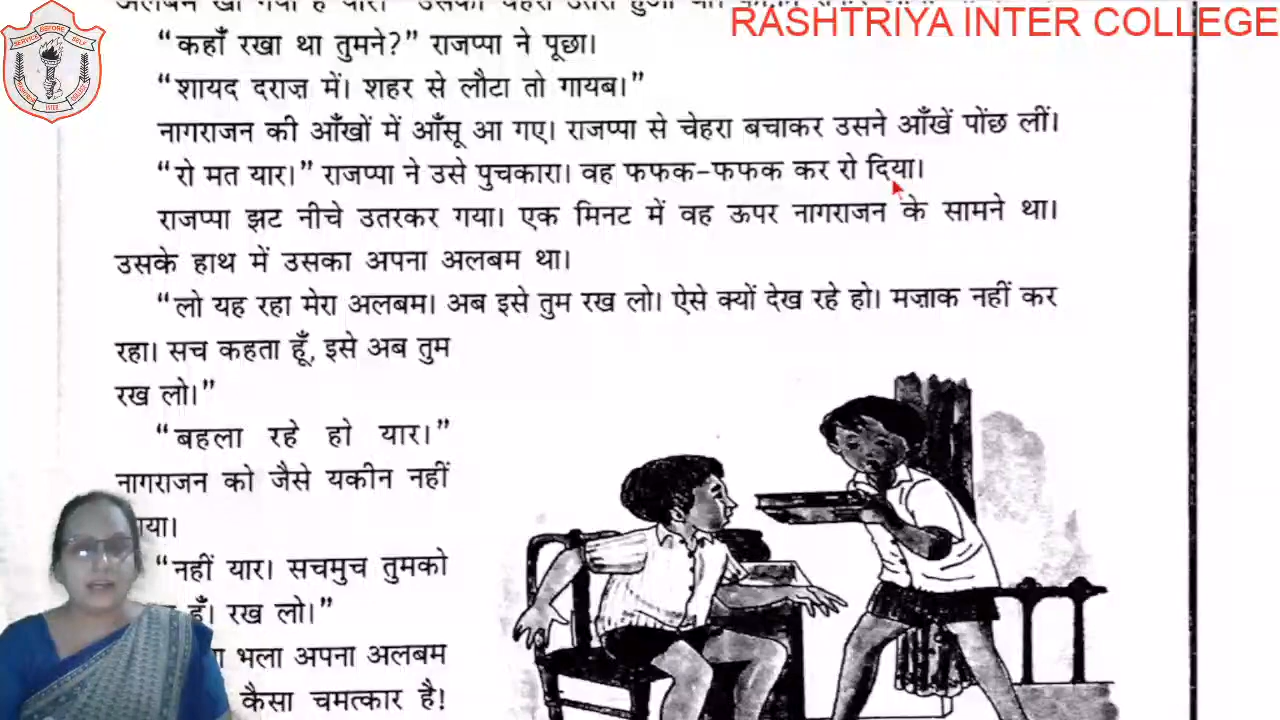 RASHTRIYA INTER COLLEGE
SERVICE BEFORE SELF
"कहाँ रखा था तुमने?" राजप्पा ने पूछा।
"शायद दराज़ में। शहर से लौटा तो गायब।"
नागराजन की आँखों में आँसू आ गए। राजप्पा से चेहरा बचाकर उसने आँखें पोंछ लीं।
"रो मत यार।" राजप्पा ने उसे पुचकारा। वह फफक-फफक कर रो दिया।
राजप्पा झट नीचे उतरकर गया। एक मिनट में वह ऊपर नागराजन के सामने था।
उसके हाथ में उसका अपना अलबम था।
"लो यह रहा मेरा अलबम। अब इसे तुम रख लो। ऐसे क्यों देख रहे हो। मज़ाक नहीं कर
रहा। सच कहता हूँ, इसे अब तुम
रख लो।"
"बहला रहे हो यार।"
नागराजन को जैसे यकीन नहीं
"नहीं यार। सचमुच तुमको
हूँ। रख लो।"
भला अपना अलबम
कैसा चमत्कार है!